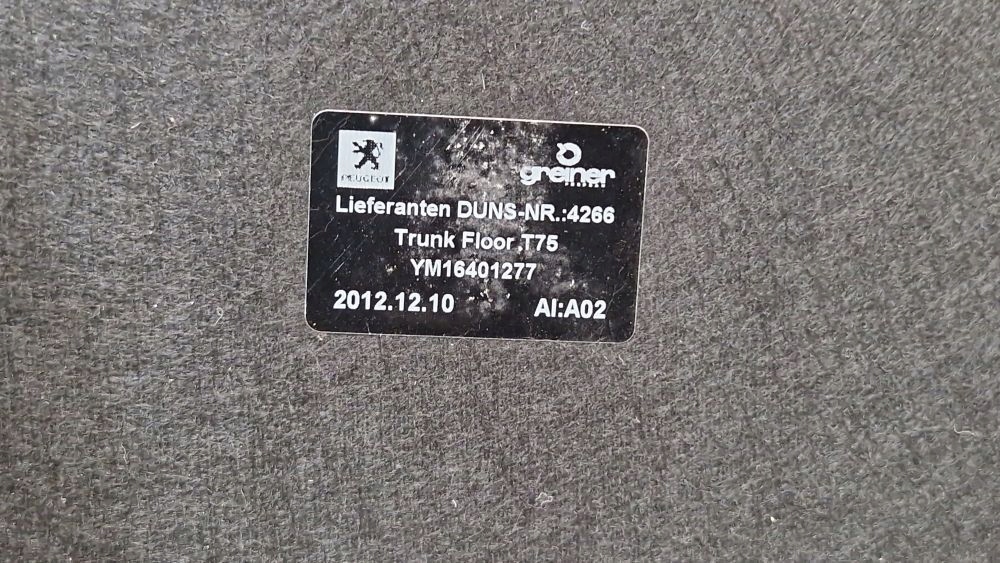 PEUGEOT
greiner
Lieferanten DUNS-NR.:4266
Trunk Floor T75
YM16401277
2012.12.10
AI:A02